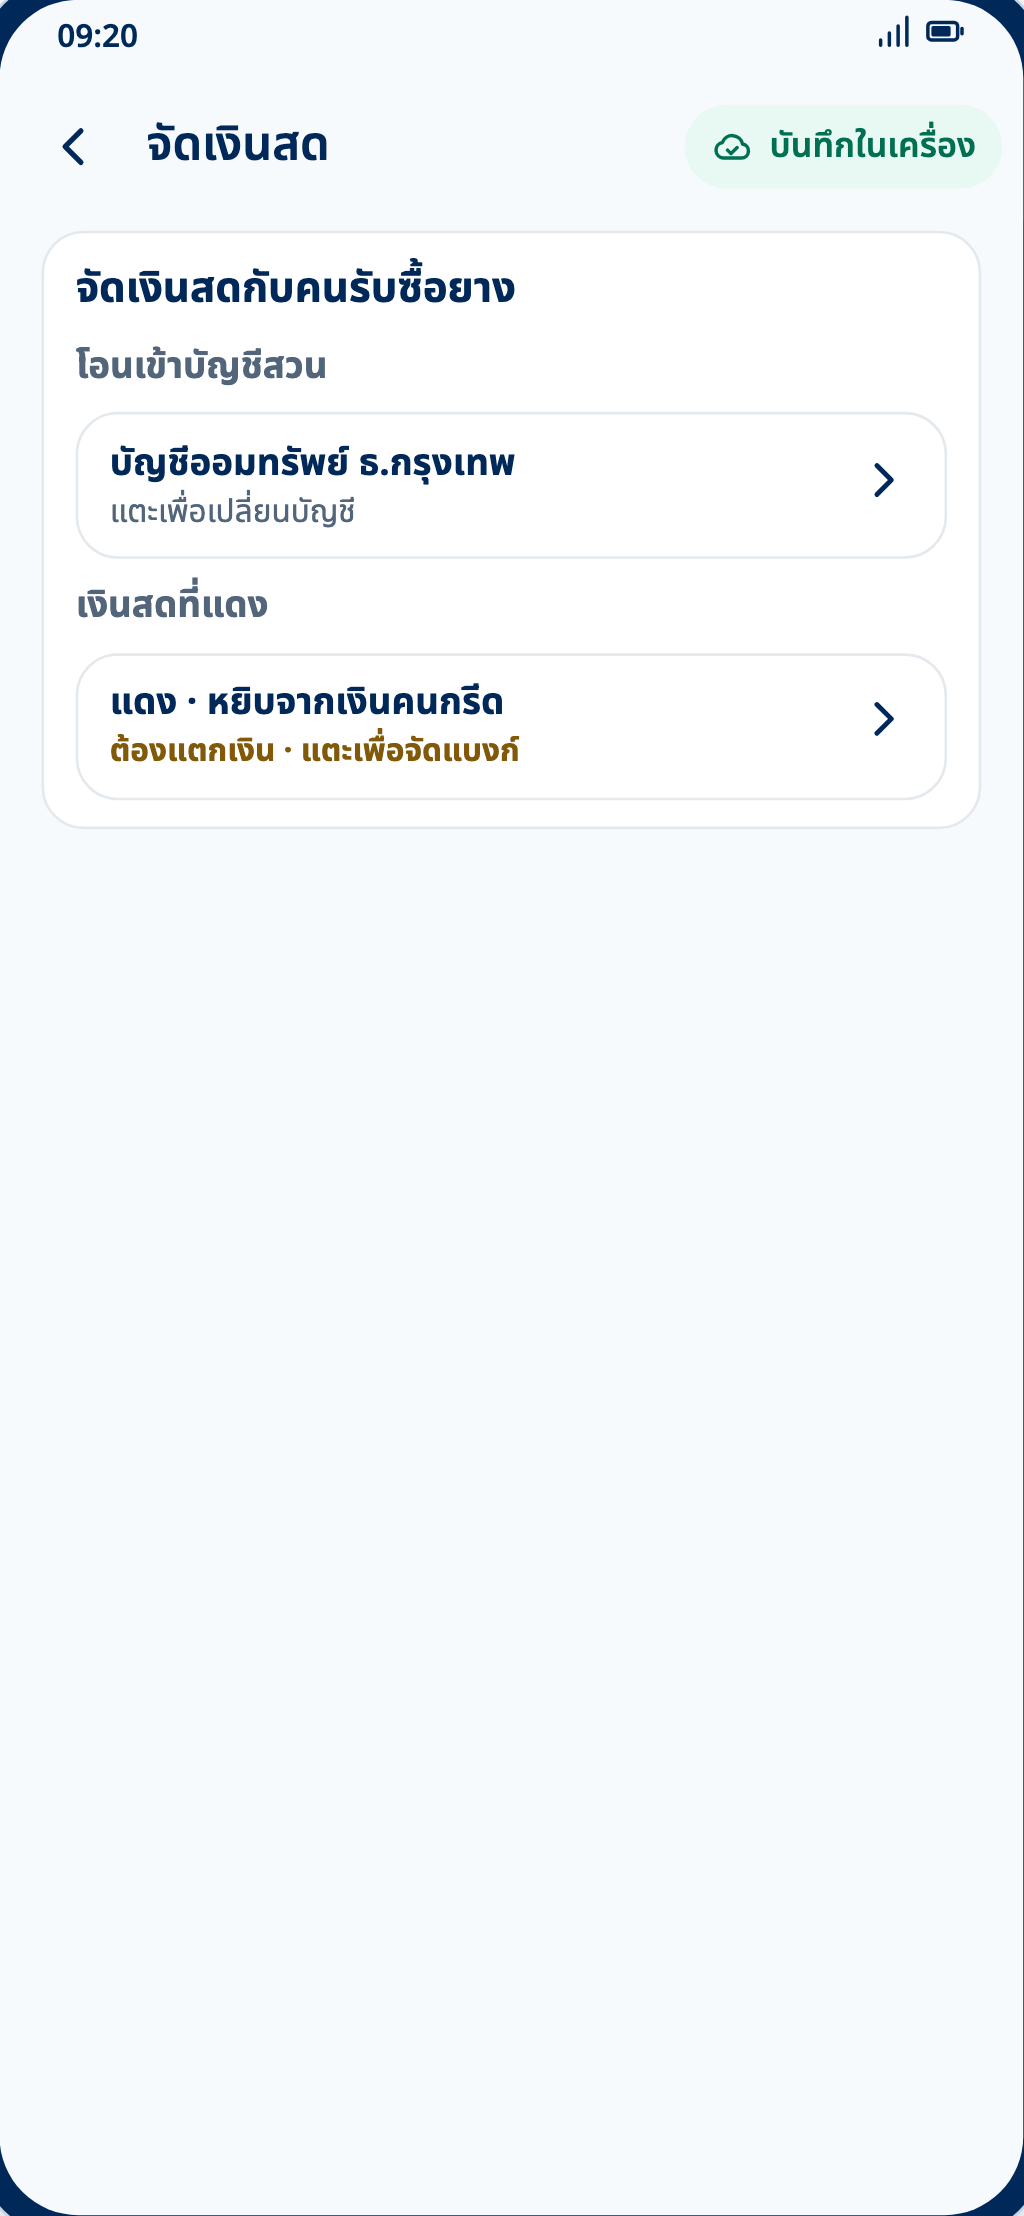 09:20
จัดเงินสด
บันทึกในเครื่อง
จัดเงินสดกับคนรับซื้อยาง
โอนเข้าบัญชีสวน
บัญชีออมทรัพย์ ธ.กรุงเทพ
แตะเพื่อเปลี่ยนบัญชี
เงินสดที่แดง
แดง · หยิบจากเงินคนกรีด
ต้องแตกเงิน · แตะเพื่อจัดแบงก์